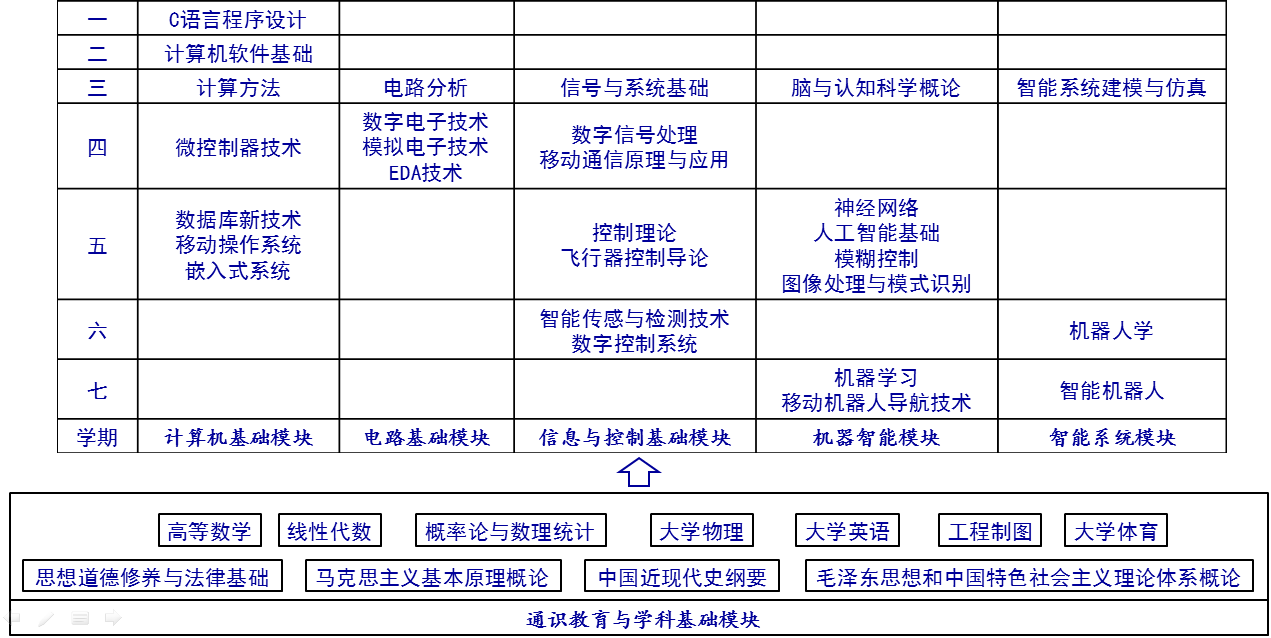 一 C语言程序设计
二 计算机软件基础
三 计算方法 电路分析 信号与系统基础 脑与认知科学概论 智能系统建模与仿真
四 微控制器技术 数字电子技术 模拟电子技术 EDA技术 数字信号处理 移动通信原理与应用
五 数据库新技术 移动操作系统 嵌入式系统 控制理论 飞行器控制导论 神经网络 人工智能基础 模糊控制 图像处理与模式识别
六 智能传感与检测技术 数字控制系统 机器人学
七 机器学习 移动机器人导航技术 智能机器人
学期 计算机基础模块 电路基础模块 信息与控制基础模块 机器智能模块 智能系统模块
高等数学 线性代数 概率论与数理统计 大学物理 大学英语 工程制图 大学体育
思想道德修养与法律基础 马克思主义基本原理概论 中国近现代史纲要 毛泽东思想和中国特色社会主义理论体系概论
通识教育与学科基础模块